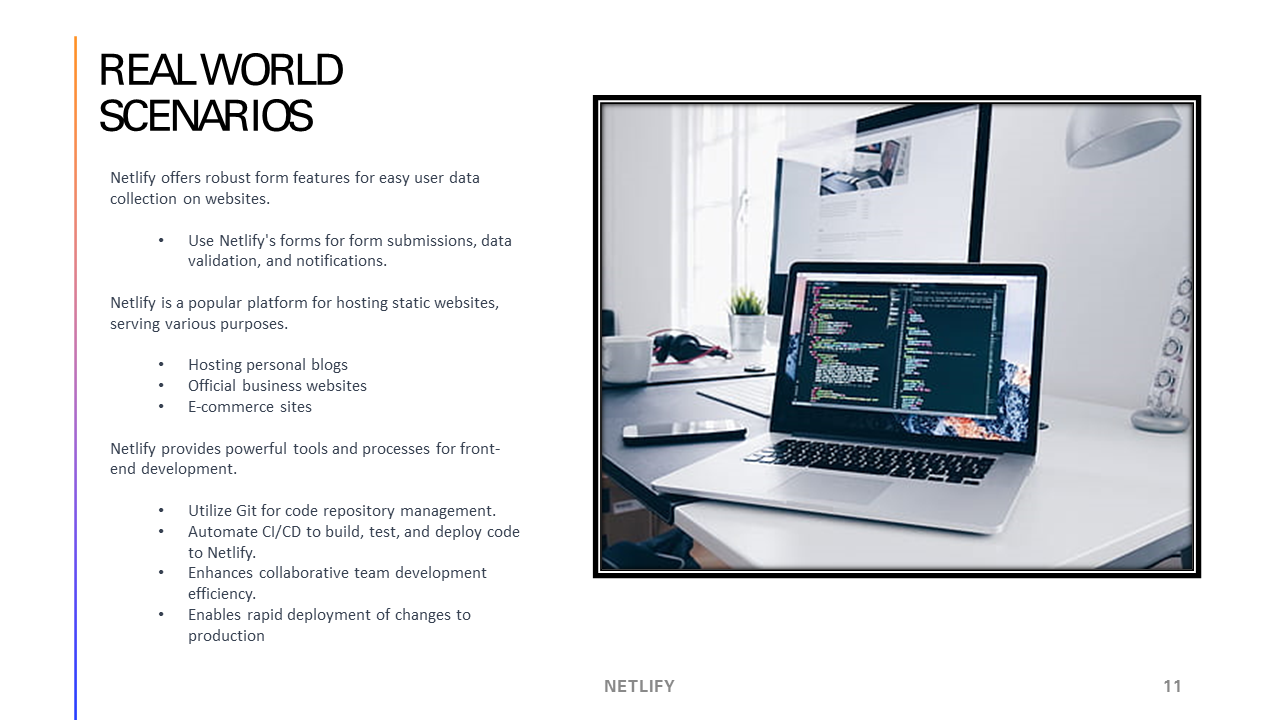 REAL WORLD
SCENARIOS
Netlify offers robust form features for easy user data
collection on websites.
• Use Netlify's forms for form submissions, data
validation, and notifications.
Netlify is a popular platform for hosting static websites,
serving various purposes.
• Hosting personal blogs
• Official business websites
• E-commerce sites
Netlify provides powerful tools and processes for front-
end development.
• Utilize Git for code repository management.
• Automate CI/CD to build, test, and deploy code
to Netlify.
• Enhances collaborative team development
efficiency.
• Enables rapid deployment of changes to
production
NETLIFY
11